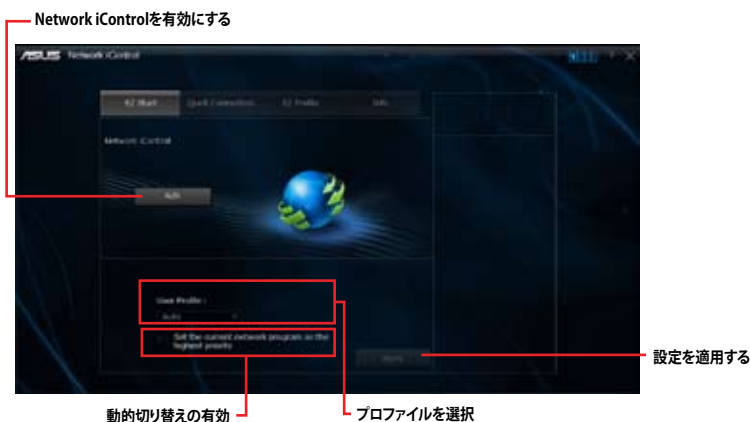 Network iControlを有効にする
ASUS Network iControl
EZ Start Quick Connection EZ Profile Info
Network iControl
Auto
User Profile :
Auto
Set the current network program as the
highest priority
設定を適用する
動的切り替えの有効
プロファイルを選択